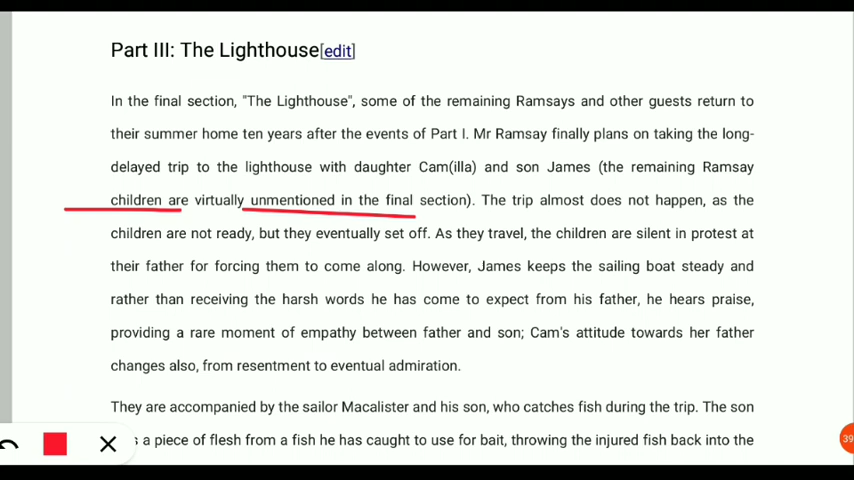 Part III: The Lighthouse[edit]
In the final section, "The Lighthouse", some of the remaining Ramsays and other guests return to
their summer home ten years after the events of Part I. Mr Ramsay finally plans on taking the long-
delayed trip to the lighthouse with daughter Cam(illa) and son James (the remaining Ramsay
children are virtually unmentioned in the final section). The trip almost does not happen, as the
children are not ready, but they eventually set off. As they travel, the children are silent in protest at
their father for forcing them to come along. However, James keeps the sailing boat steady and
rather than receiving the harsh words he has come to expect from his father, he hears praise,
providing a rare moment of empathy between father and son; Cam's attitude towards her father
changes also, from resentment to eventual admiration.
They are accompanied by the sailor Macalister and his son, who catches fish during the trip. The son
a piece of flesh from a fish he has caught to use for bait, throwing the injured fish back into the
39